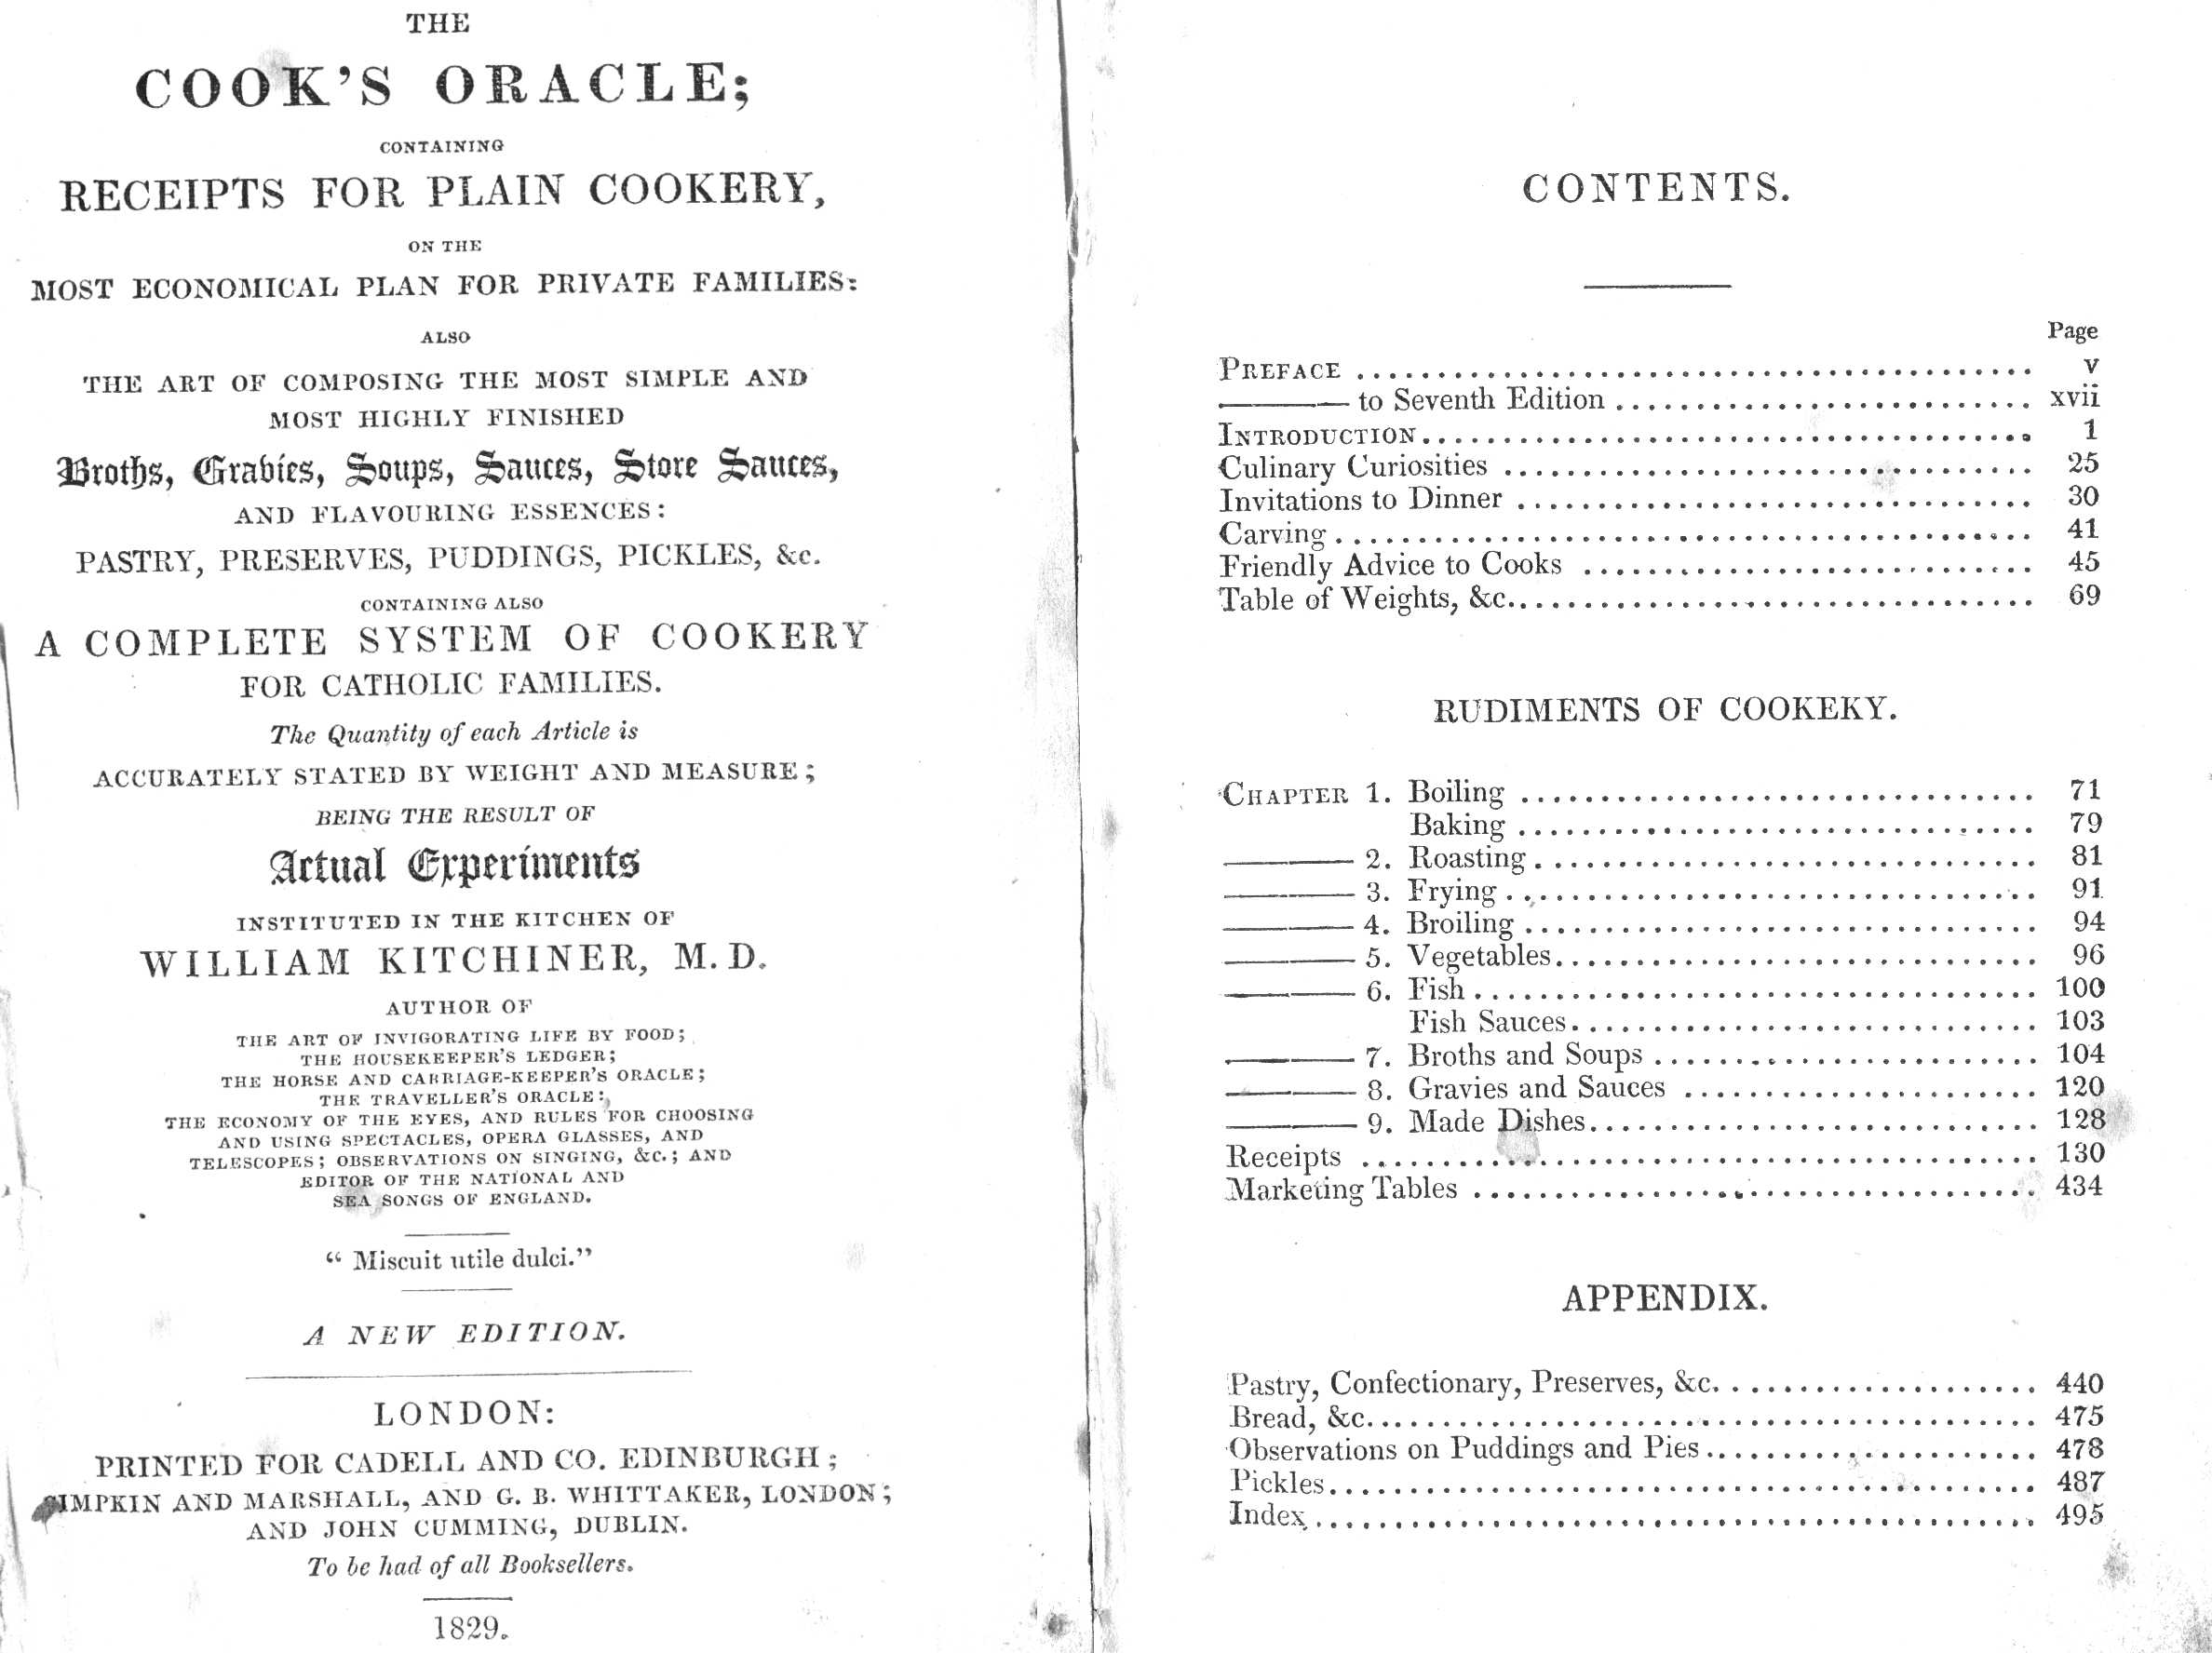 THE
COOK'S ORACLE;
CONTAINING
RECEIPTS FOR PLAIN COOKERY,
ON THE
MOST ECONOMICAL PLAN FOR PRIVATE FAMILIES:
ALSO
THE ART OF COMPOSING THE MOST SIMPLE AND
MOST HIGHLY FINISHED
Broths, Gravies, Soups, Sauces, Store Sauces,
AND FLAVOURING ESSENCES:
PASTRY, PRESERVES, PUDDINGS, PICKLES, &c.
CONTAINING ALSO
A COMPLETE SYSTEM OF COOKERY
FOR CATHOLIC FAMILIES.
The Quantity of each Article is
ACCURATELY STATED BY WEIGHT AND MEASURE;
BEING THE RESULT OF
Actual Experiments
INSTITUTED IN THE KITCHEN OF
WILLIAM KITCHINER, M.D.
AUTHOR OF
THE ART OF INVIGORATING LIFE BY FOOD;
THE HOUSEKEEPER'S LEDGER;
THE HORSE AND CARRIAGE-KEEPER'S ORACLE;
THE TRAVELLER'S ORACLE:
THE ECONOMY OF THE EYES, AND RULES FOR CHOOSING
AND USING SPECTACLES, OPERA GLASSES, AND
TELESCOPES; OBSERVATIONS ON SINGING, &c.; AND
EDITOR OF THE NATIONAL AND
SEA SONGS OF ENGLAND.
"Miscuit utile dulci."
A NEW EDITION.
LONDON:
PRINTED FOR CADELL AND CO. EDINBURGH;
SIMPKIN AND MARSHALL, AND G. B. WHITTAKER, LONDON;
AND JOHN CUMMING, DUBLIN.
To be had of all Booksellers.
1829.
CONTENTS.
Page
PREFACE ........ v
——— to Seventh Edition ........ xvii
INTRODUCTION ........ 1
Culinary Curiosities ........ 25
Invitations to Dinner ........ 30
Carving ........ 41
Friendly Advice to Cooks ........ 45
Table of Weights, &c. ........ 69
RUDIMENTS OF COOKEKY.
CHAPTER 1. Boiling ........ 71
Baking ........ 79
——— 2. Roasting ........ 81
——— 3. Frying ........ 91
——— 4. Broiling ........ 94
——— 5. Vegetables ........ 96
——— 6. Fish ........ 100
Fish Sauces ........ 103
——— 7. Broths and Soups ........ 104
——— 8. Gravies and Sauces ........ 120
——— 9. Made Dishes ........ 128
Receipts ........ 130
Marketing Tables ........ 434
APPENDIX.
Pastry, Confectionary, Preserves, &c. ........ 440
Bread, &c. ........ 475
Observations on Puddings and Pies ........ 478
Pickles ........ 487
Index ........ 495